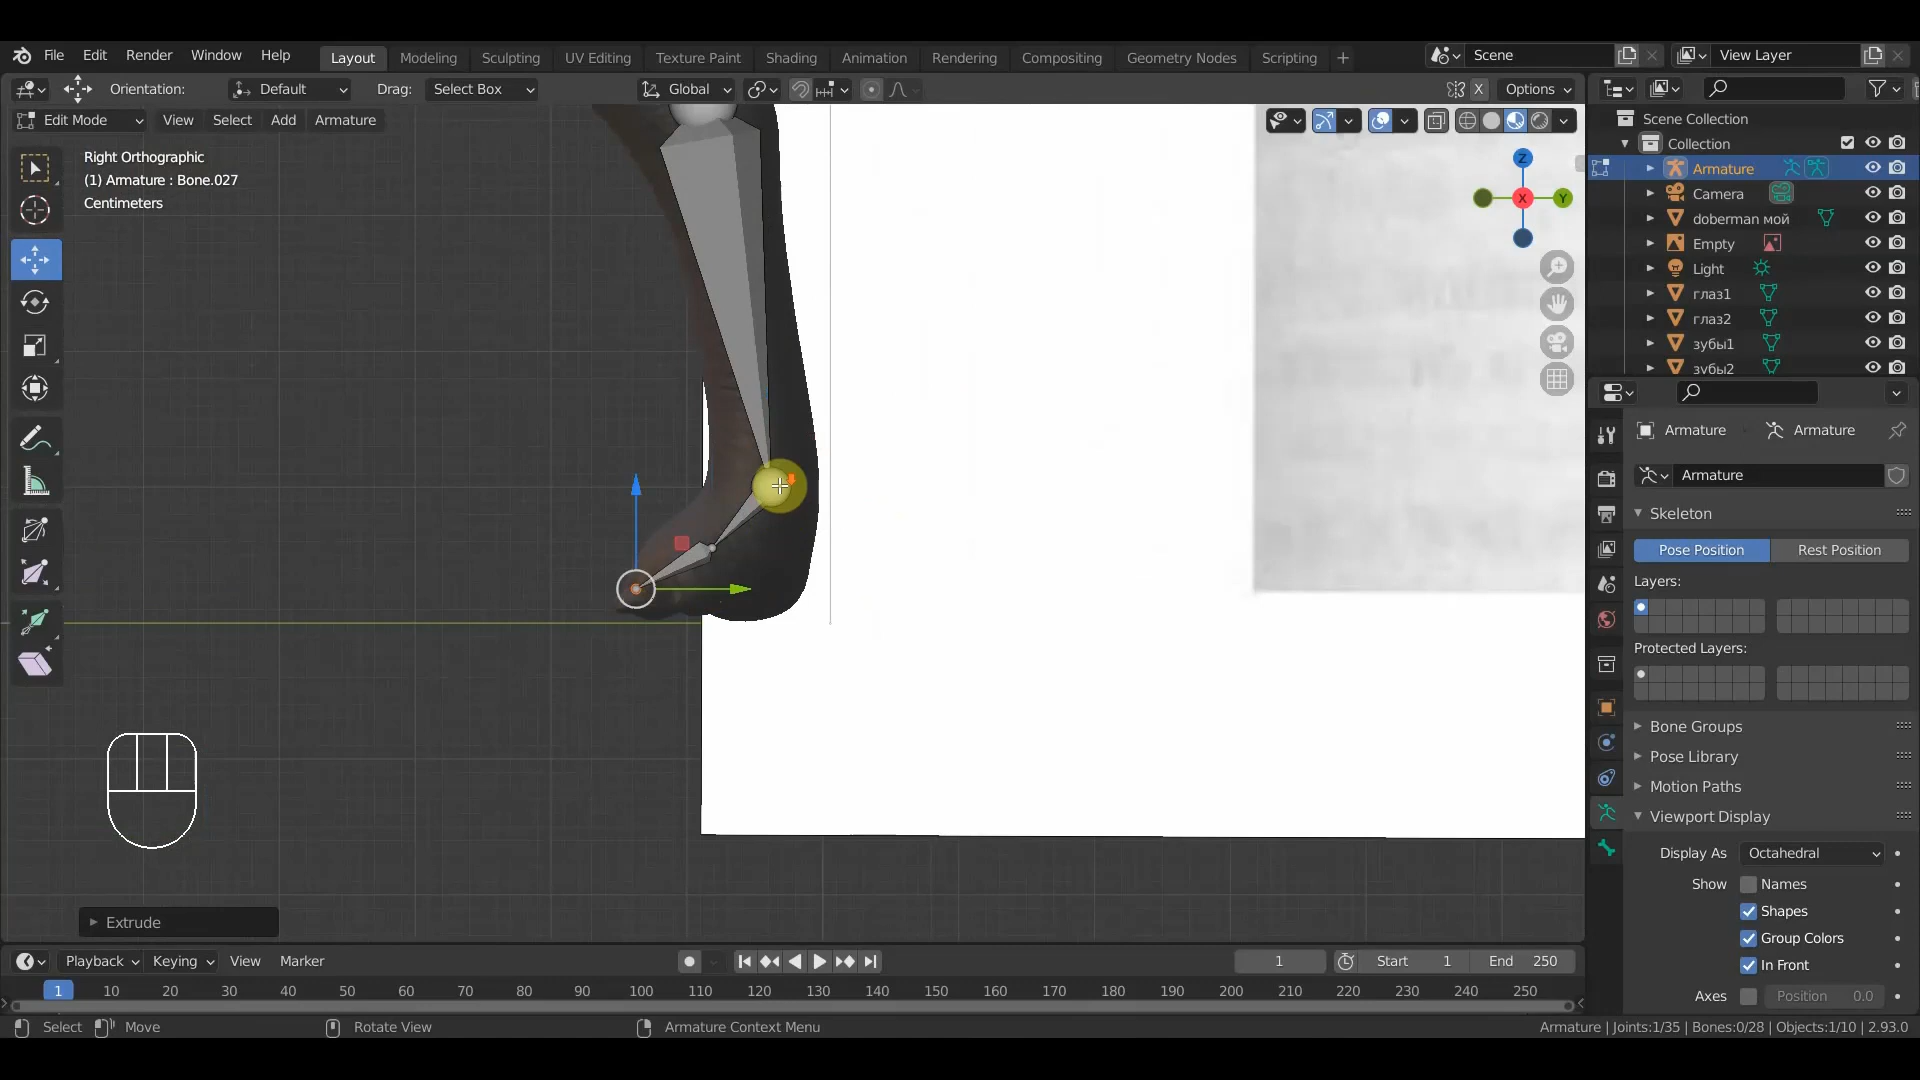 File Edit Render Window Help Layout Modeling Sculpting UV Editing Texture Paint Shading Animation Rendering Compositing Geometry Nodes Scripting + Scene View Layer
Orientation: Default Drag: Select Box Global X Options
Edit Mode View Select Add Armature
Right Orthographic
(1) Armature : Bone.027
Centimeters
Z
X
Y
Scene Collection
Collection
Armature
Camera
doberman мой
Empty
Light
глаз1
глаз2
зубы1
зубы2
Armature Armature
Armature
Skeleton
Pose Position Rest Position
Layers:
Protected Layers:
Bone Groups
Pose Library
Motion Paths
Viewport Display
Display As Octahedral
Show Names
Shapes
Group Colors
In Front
Axes Position 0.0
Extrude
Playback Keying View Marker 1 Start 1 End 250
1 10 20 30 40 50 60 70 80 90 100 110 120 130 140 150 160 170 180 190 200 210 220 230 240 250
Select Move Rotate View Armature Context Menu Armature | Joints:1/35 | Bones:0/28 | Objects:1/10 | 2.93.0